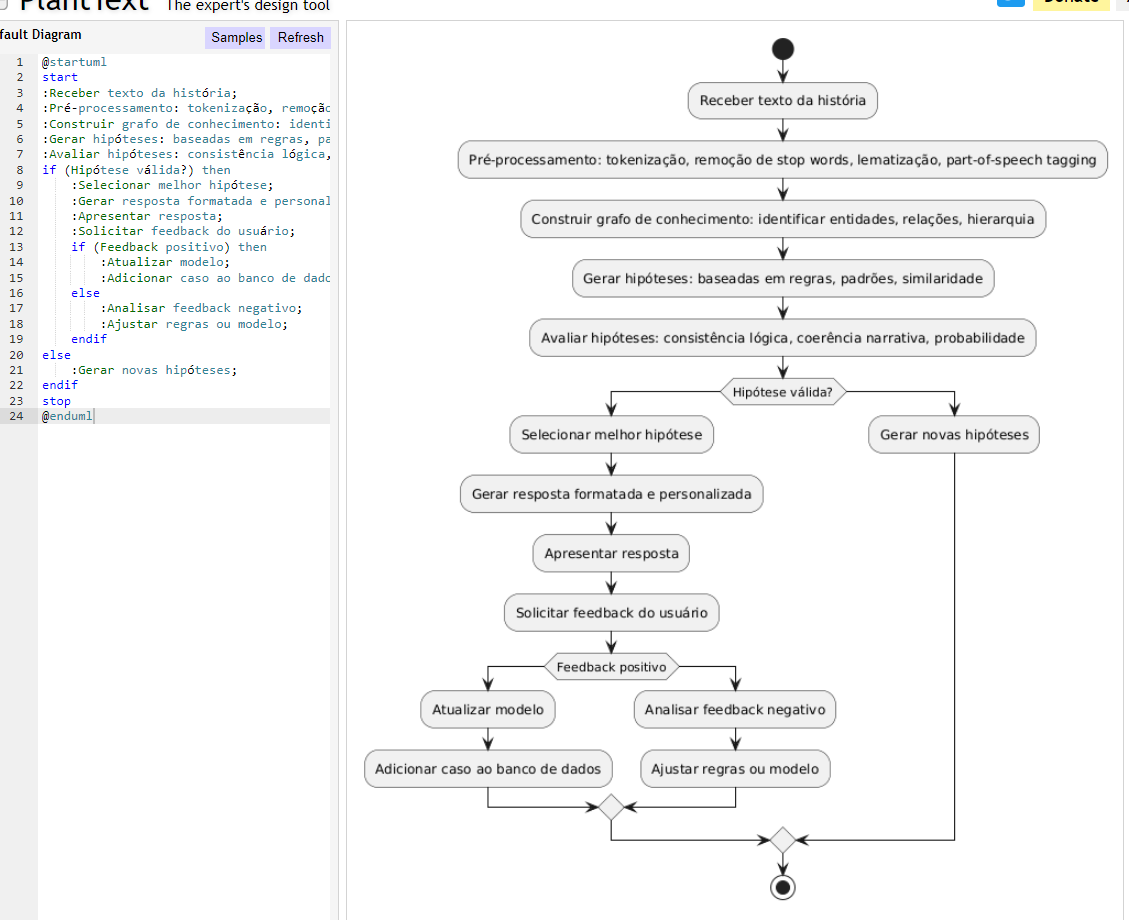 PlantText The expert's design tool
Donate
fault Diagram
Samples Refresh
1 @startuml
2 start
3 :Receber texto da história;
4 :Pré-processamento: tokenização, remoção
5 :Construir grafo de conhecimento: identi
6 :Gerar hipóteses: baseadas em regras, pa
7 :Avaliar hipóteses: consistência lógica,
8 if (Hipótese válida?) then
9 :Selecionar melhor hipótese;
10 :Gerar resposta formatada e personal
11 :Apresentar resposta;
12 :Solicitar feedback do usuário;
13 if (Feedback positivo) then
14 :Atualizar modelo;
15 :Adicionar caso ao banco de dado
16 else
17 :Analisar feedback negativo;
18 :Ajustar regras ou modelo;
19 endif
20 else
21 :Gerar novas hipóteses;
22 endif
23 stop
24 @enduml
Receber texto da história
Pré-processamento: tokenização, remoção de stop words, lematização, part-of-speech tagging
Construir grafo de conhecimento: identificar entidades, relações, hierarquia
Gerar hipóteses: baseadas em regras, padrões, similaridade
Avaliar hipóteses: consistência lógica, coerência narrativa, probabilidade
Hipótese válida?
Selecionar melhor hipótese
Gerar novas hipóteses
Gerar resposta formatada e personalizada
Apresentar resposta
Solicitar feedback do usuário
Feedback positivo
Atualizar modelo
Analisar feedback negativo
Adicionar caso ao banco de dados
Ajustar regras ou modelo